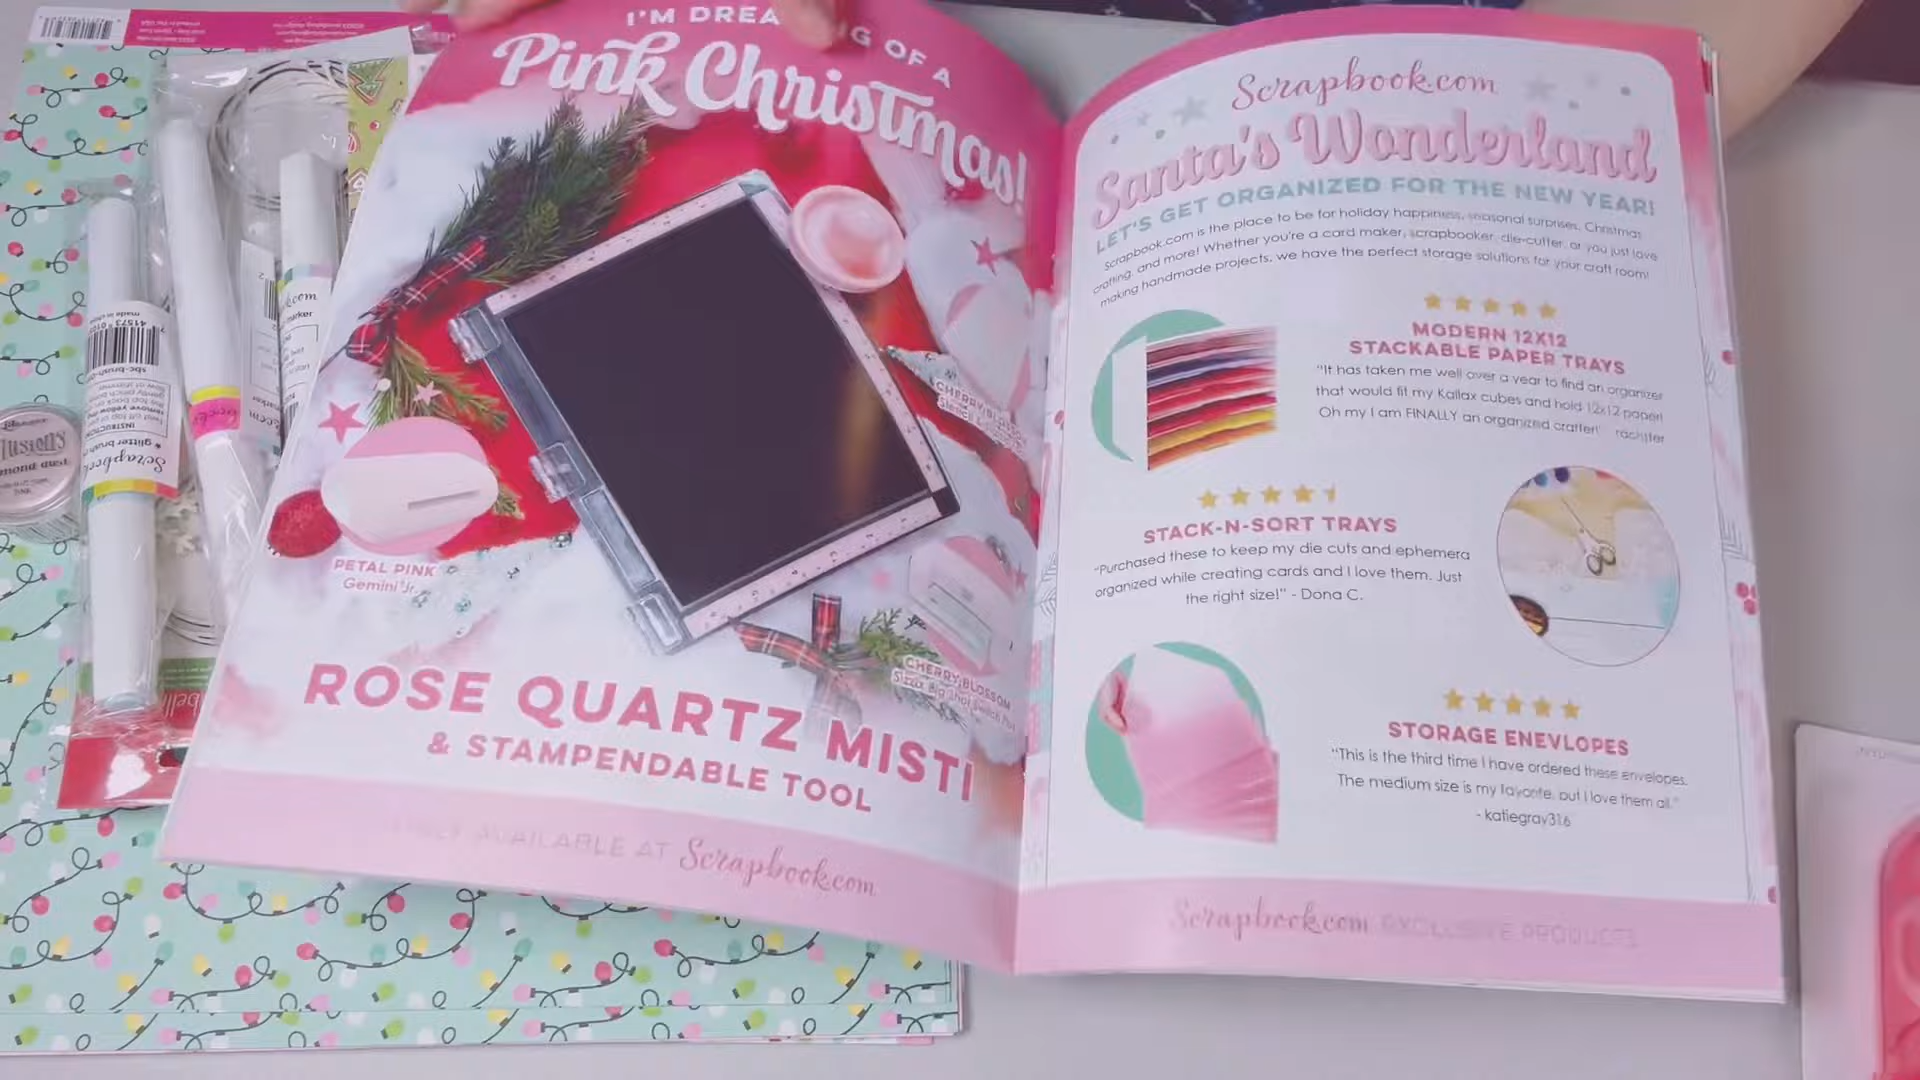 I'M DREA G OF A
Pink Christmas!
PETAL PINK
Gemini Jr.
CHERRY BLOSSOM
CHERRY BLOSSOM
ROSE QUARTZ MISTI
& STAMPENDABLE TOOL
AVAILABLE AT Scrapbook.com
Scrapbook.com
Santa's Wonderland
LET'S GET ORGANIZED FOR THE NEW YEAR!
Scrapbook.com is the place to be for holiday happiness, seasonal surprises, Christmas
crafting, and more! Whether you're a card maker, scrapbooker, die-cutter, or you just love
making handmade projects, we have the perfect storage solutions for your craft room!
MODERN 12X12
STACKABLE PAPER TRAYS
"It has taken me well over a year to find an organizer
that would fit my Kallax cubes and hold 12x12 paper!
Oh my I am FINALLY an organized crafter!"
STACK-N-SORT TRAYS
"Purchased these to keep my die cuts and ephemera
organized while creating cards and I love them. Just
the right size!" - Dona C.
STORAGE ENEVLOPES
"This is the third time I have ordered these envelopes.
The medium size is my favorite, but I love them all."
- katiegray316
Scrapbook.com EXCLUSIVE PRODUCTS